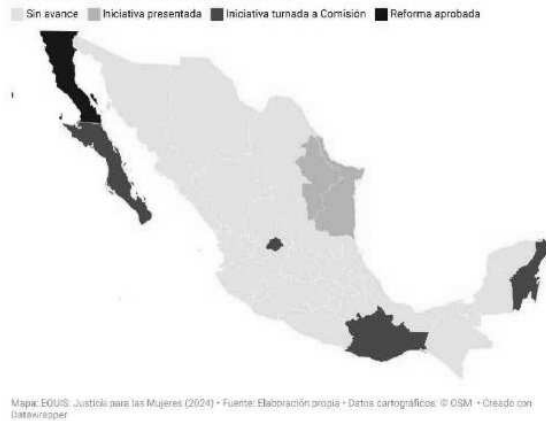 Sin avance Iniciativa presentada Iniciativa turnada a Comisión Reforma aprobada
Mapa: EQUIS: Justicia para las Mujeres (2024) • Fuente: Elaboración propia • Datos cartográficos: © OSM • Creado con
Datawrapper